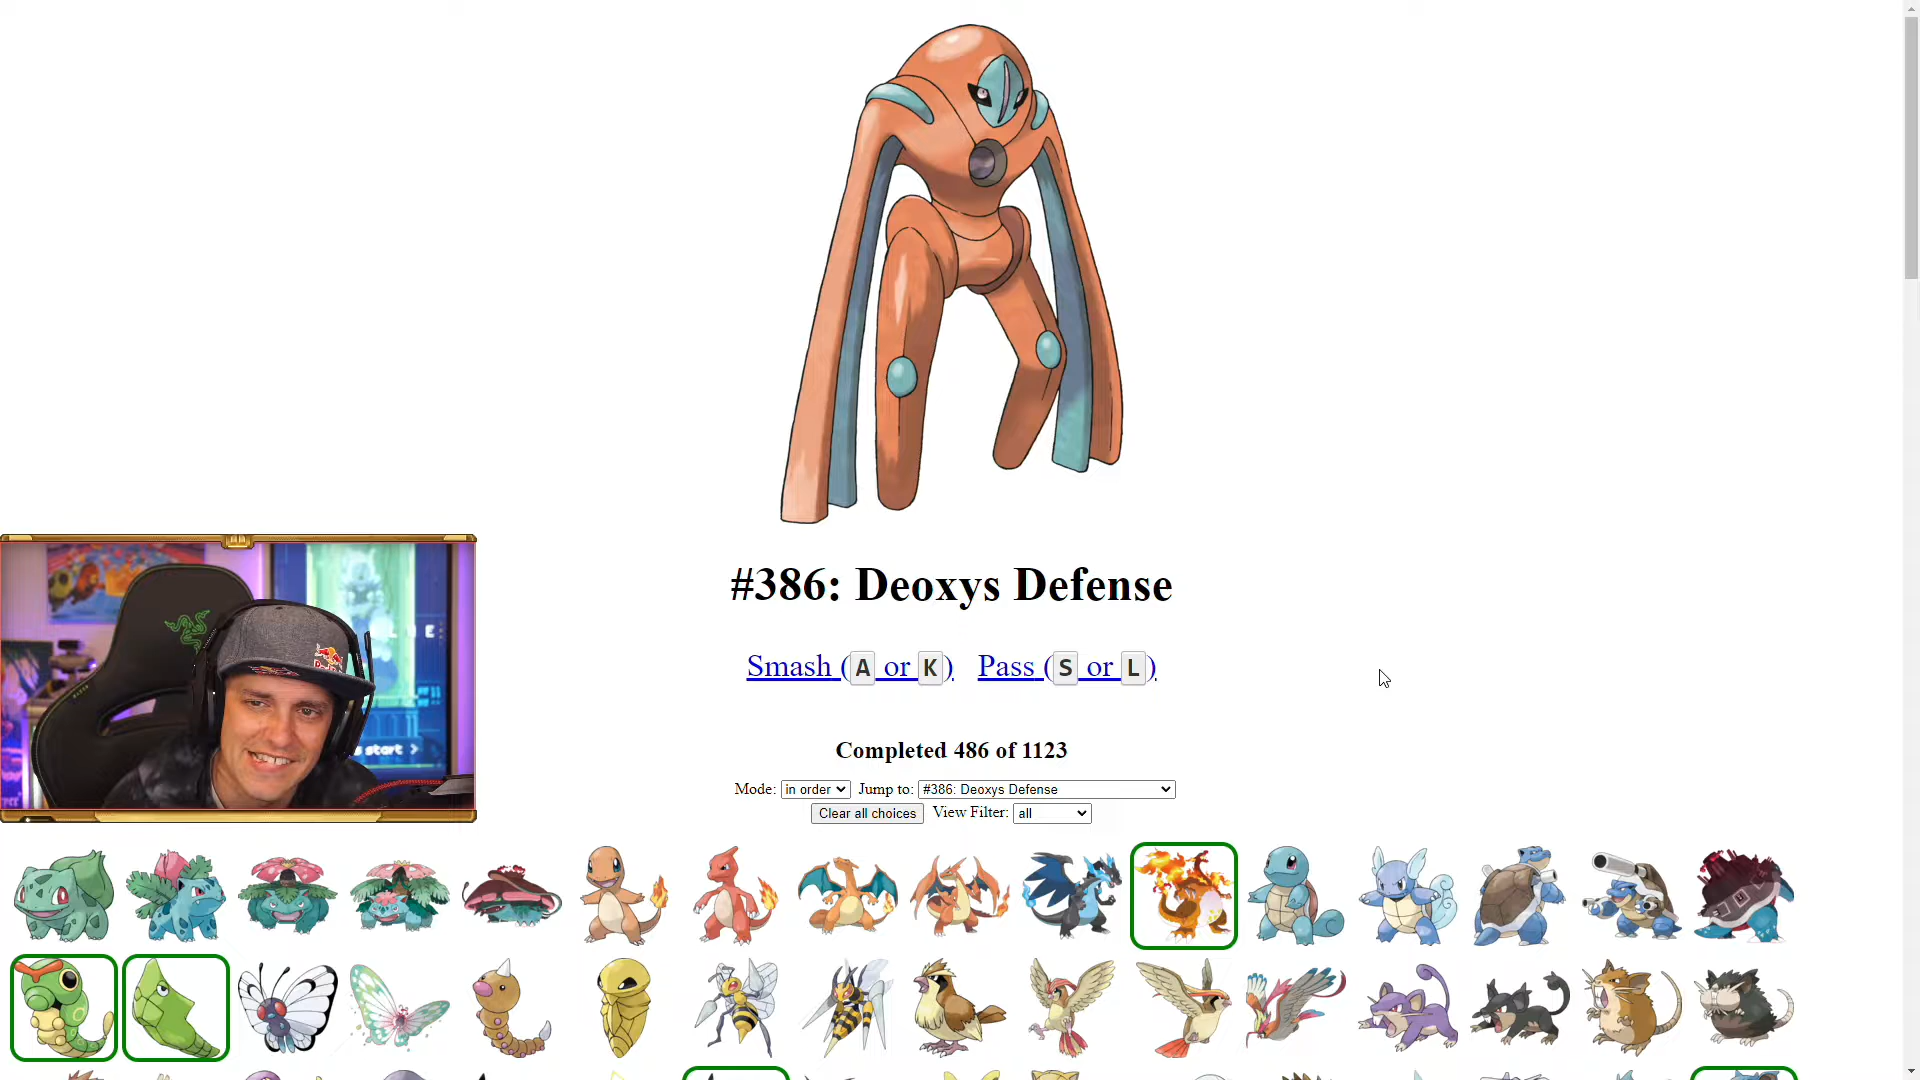 #386: Deoxys Defense
Smash (A or K) Pass (S or L)
Completed 486 of 1123
Mode: in order Jump to: #386: Deoxys Defense
Clear all choices View Filter: all
start >